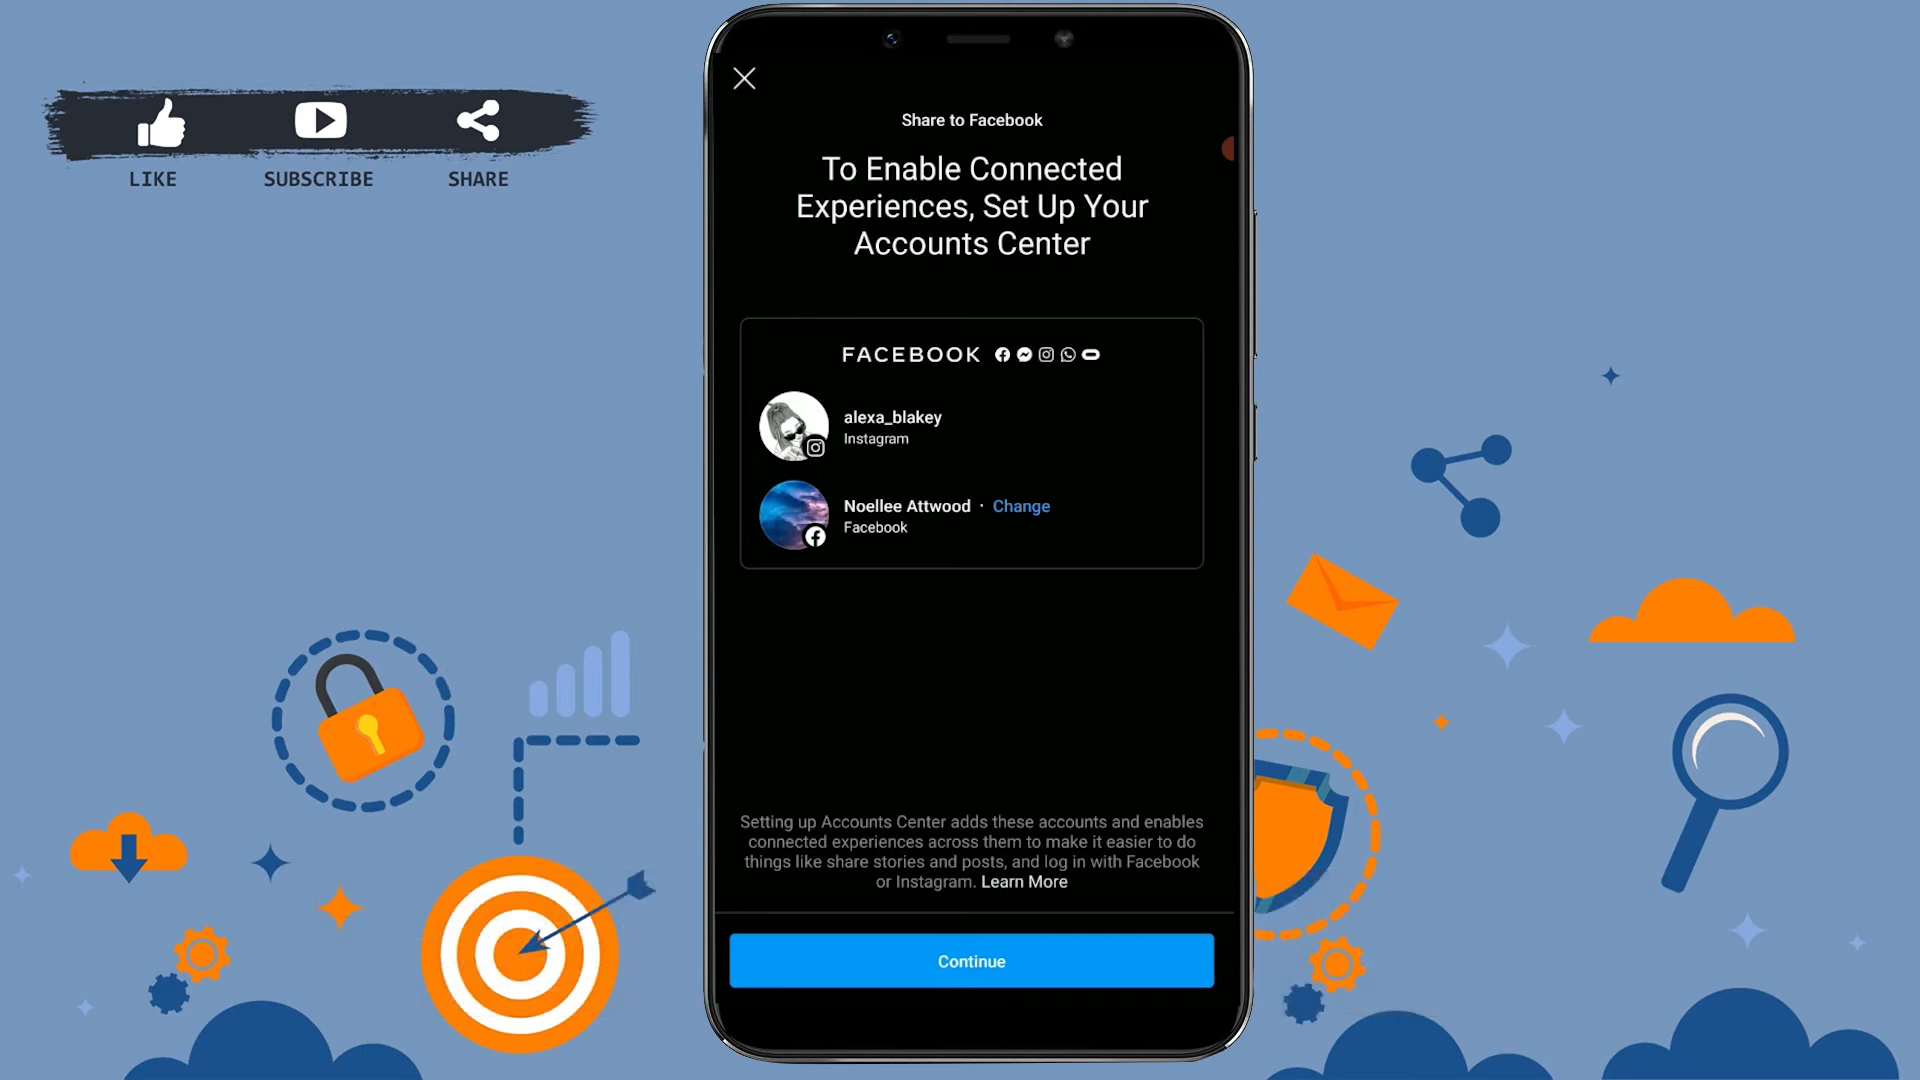 LIKE
SUBSCRIBE
SHARE
Share to Facebook
To Enable Connected
Experiences, Set Up Your
Accounts Center
FACEBOOK
alexa_blakey
Instagram
Noellee Attwood · Change
Facebook
Setting up Accounts Center adds these accounts and enables
connected experiences across them to make it easier to do
things like share stories and posts, and log in with Facebook
or Instagram. Learn More
Continue